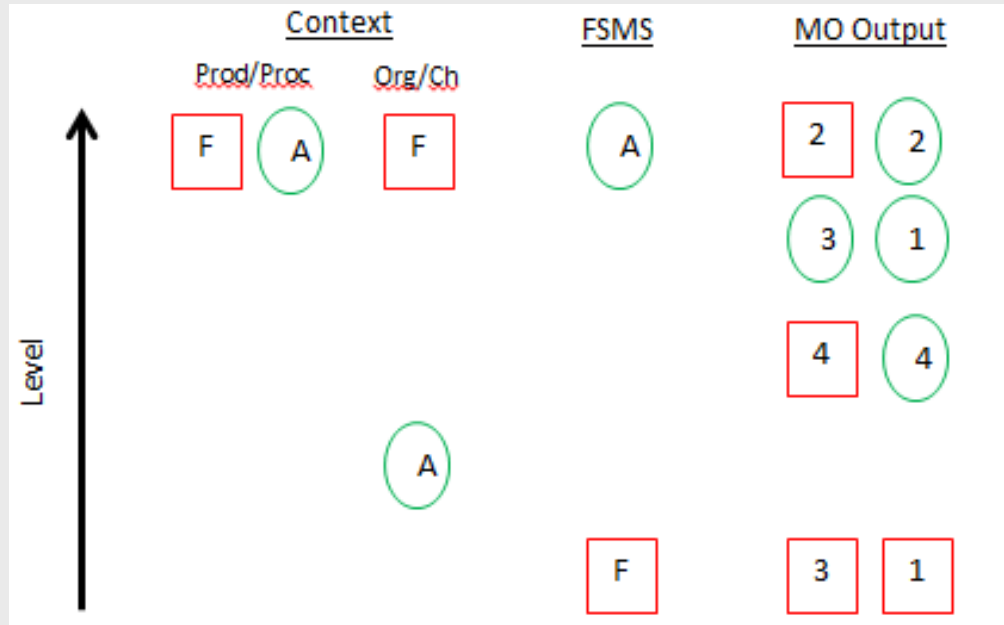 Context FSMS MO Output
Prod/Proc Org/Ch
F A F A 2 2
3 1
4 4
Level
A
F 3 1